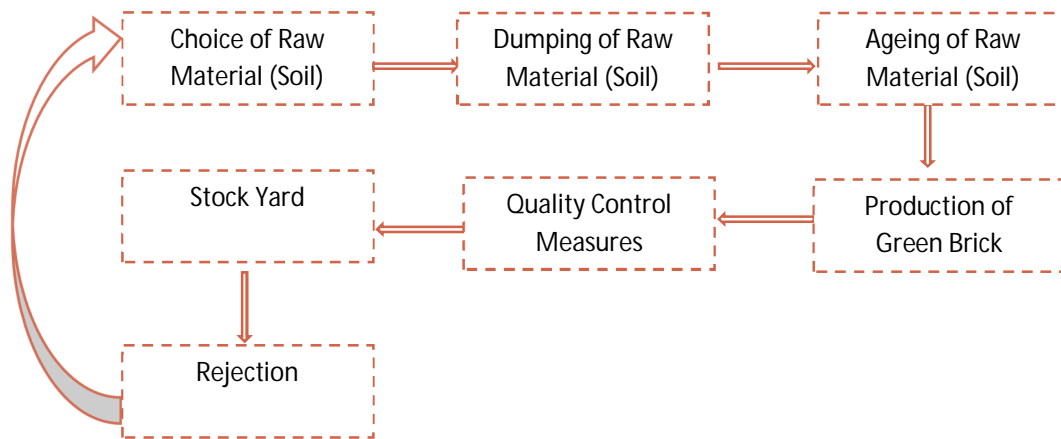 Choice of Raw
Material (Soil)
Dumping of Raw
Material (Soil)
Ageing of Raw
Material (Soil)
Production of
Green Brick
Quality Control
Measures
Stock Yard
Rejection